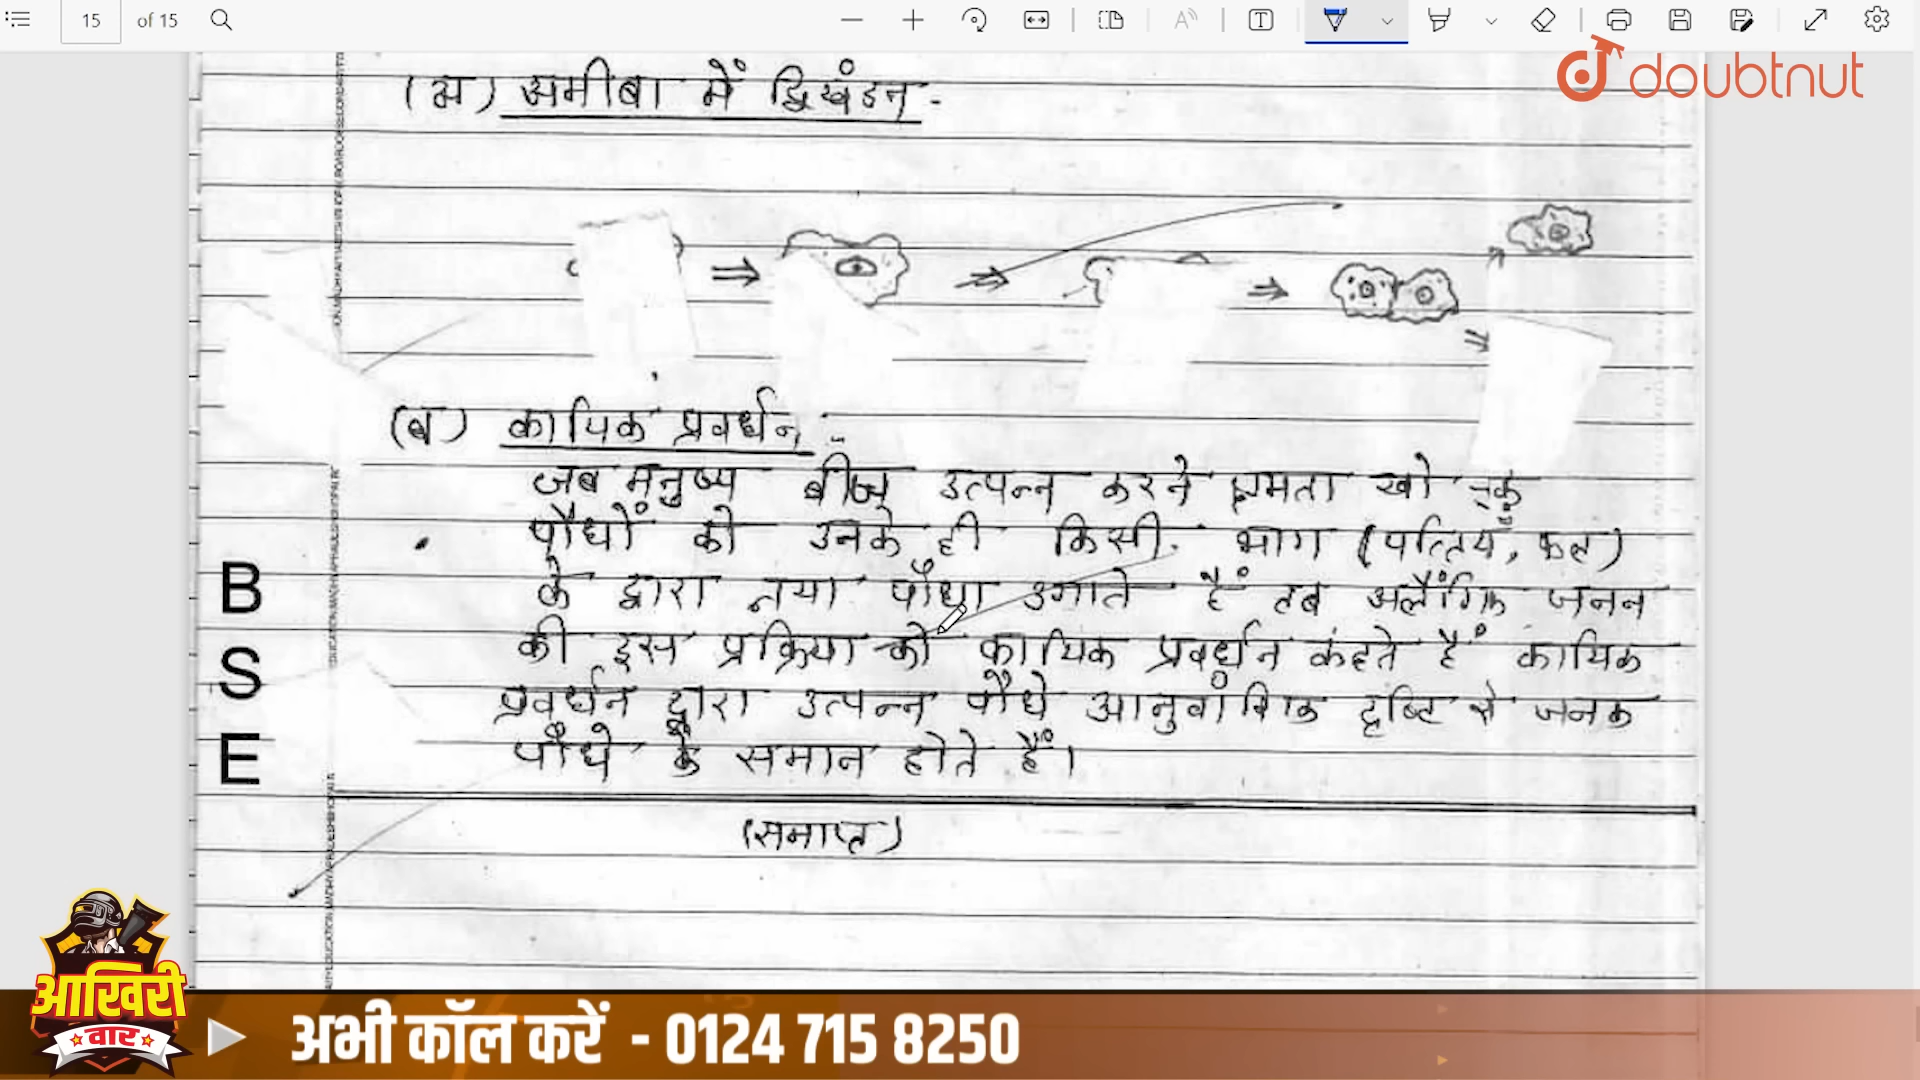 15 of 15
doubtnut
(अ) अमीबा में द्विखंडन -
(ब) कायिक प्रवर्धन :-
जब मनुष्य बीज उत्पन्न करने क्षमता खो चुके
पौधों को उनके ही किसी भाग (पत्तियं, फल)
के द्वारा नया पौधा उगाते हैं तब अलैंगिक जनन
की इस प्रक्रिया को कायिक प्रवर्धन कहते हैं कायिक
प्रवर्धन द्वारा उत्पन्न पौधे आनुवांशिक दृष्टि से जनक
पौधे के समान होते हैं।
(समाप्त)
B
S
E
आखिरी
वार
अभी कॉल करें - 0124 715 8250